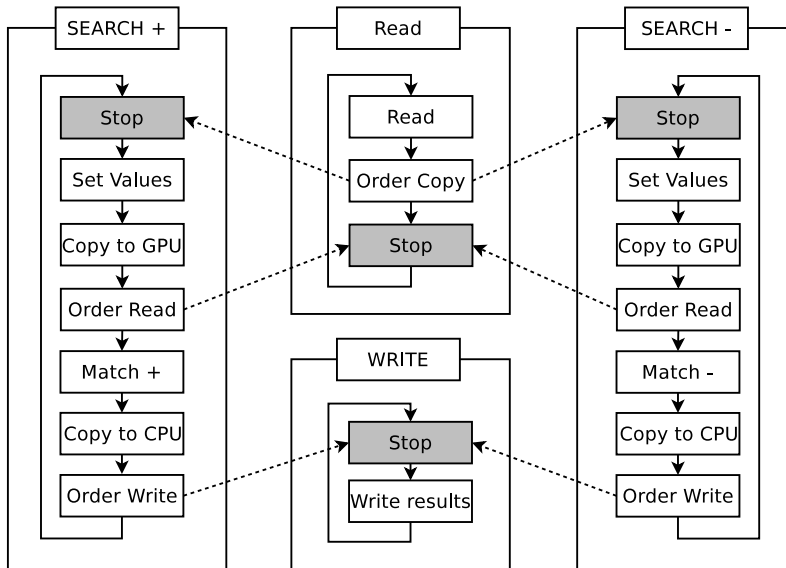 SEARCH +
Stop
Set Values
Copy to GPU
Order Read
Match +
Copy to CPU
Order Write
Read
Read
Order Copy
Stop
WRITE
Stop
Write results
SEARCH -
Stop
Set Values
Copy to GPU
Order Read
Match -
Copy to CPU
Order Write